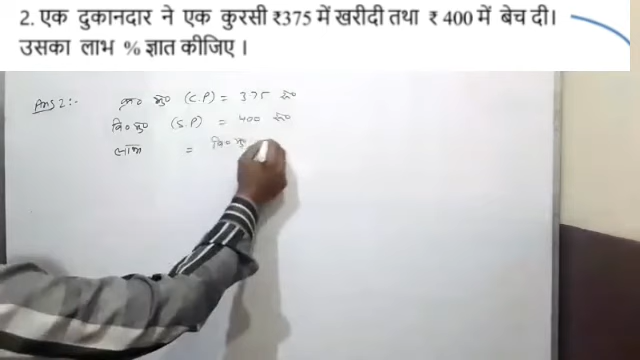 2. एक दुकानदार ने एक कुरसी ₹375 में खरीदी तथा ₹ 400 में बेच दी।
उसका लाभ % ज्ञात कीजिए ।
Ans 2:- क्र० मू० (C.P) = 375 रू०
वि० मू० (S.P) = 400 रू०
लाभ = वि० मू